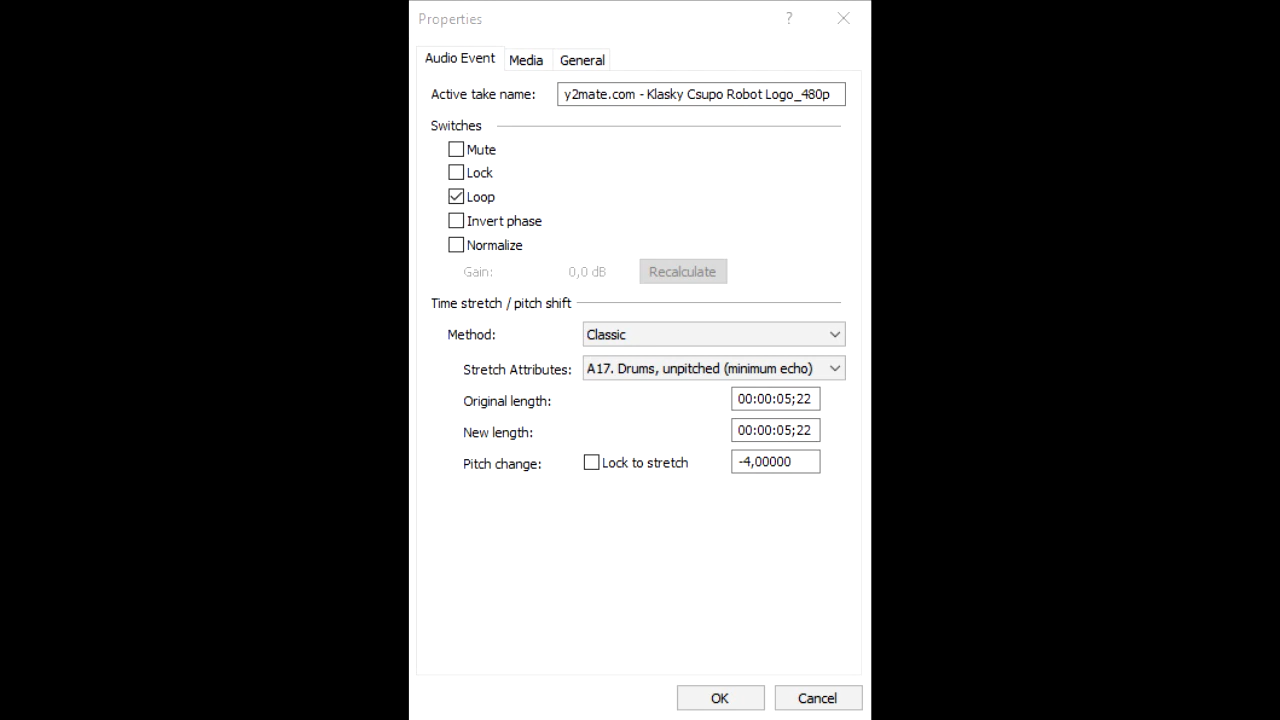 Properties ?
Audio Event Media General
Active take name: y2mate.com - Klasky Csupo Robot Logo_480p
Switches
Mute
Lock
Loop
Invert phase
Normalize
Gain: 0,0 dB Recalculate
Time stretch / pitch shift
Method: Classic
Stretch Attributes: A17. Drums, unpitched (minimum echo)
Original length: 00:00:05;22
New length: 00:00:05;22
Pitch change: Lock to stretch -4,00000
OK Cancel